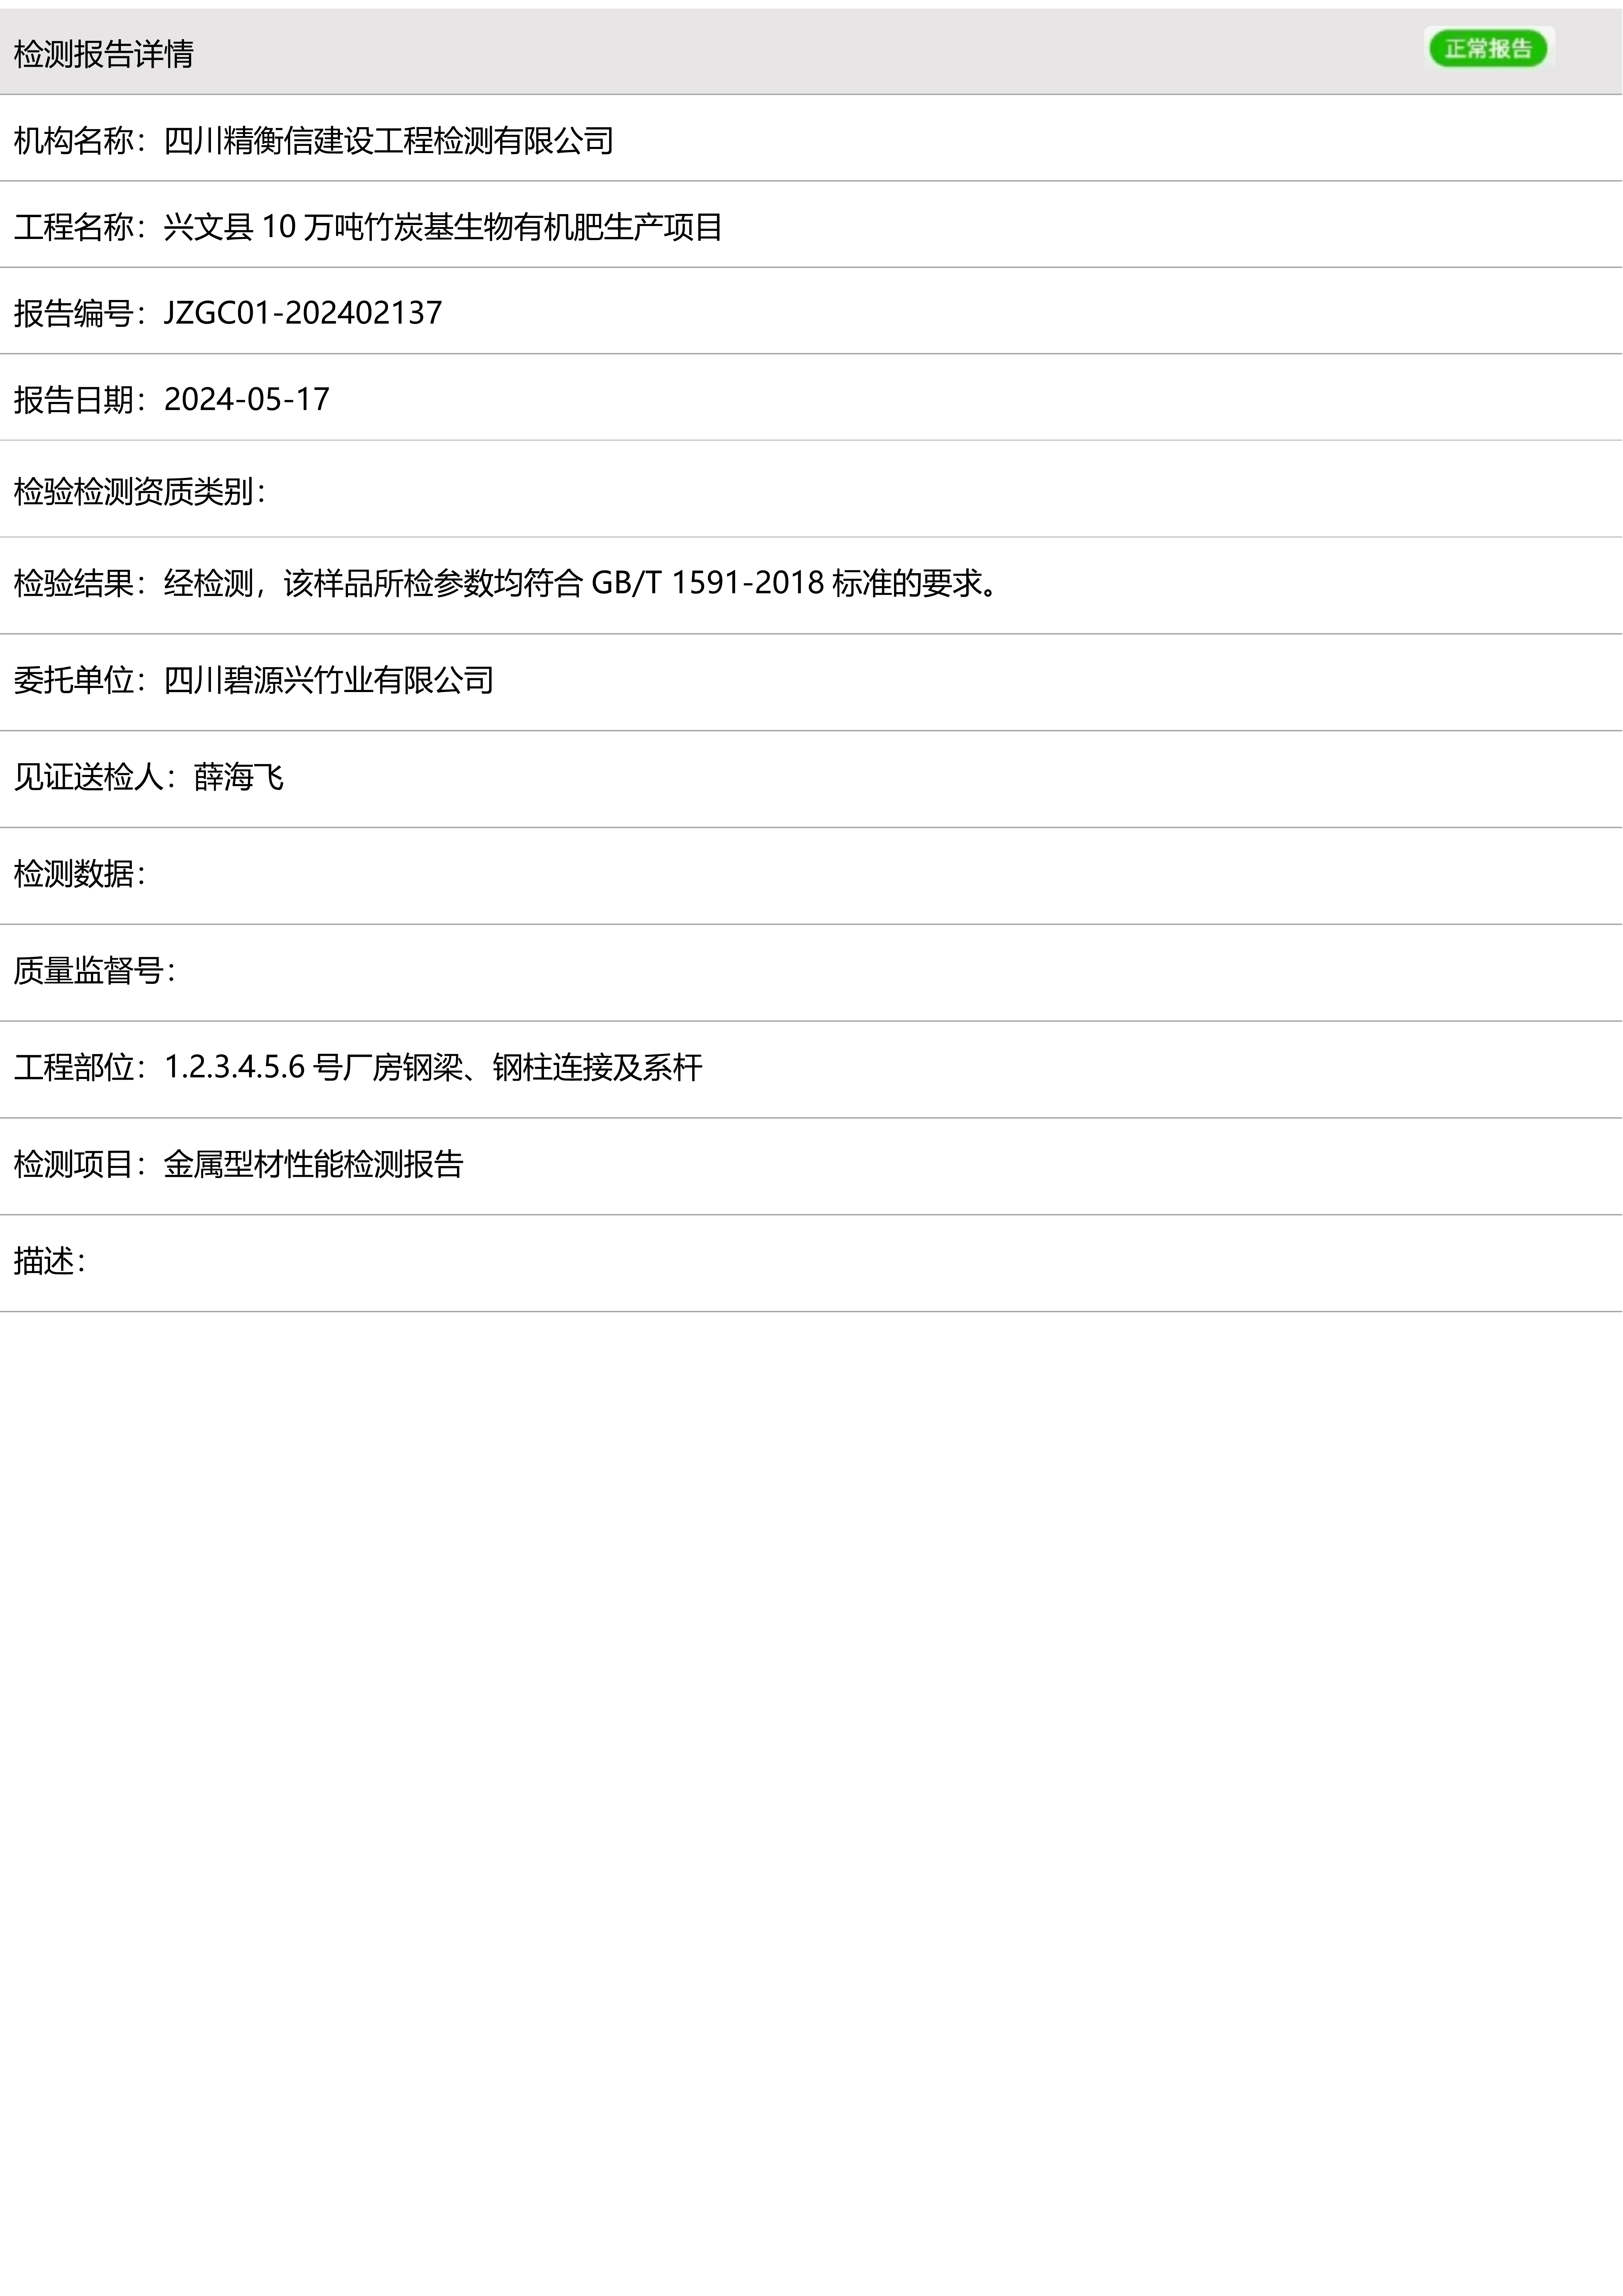 检测报告详情
正常报告
机构名称：四川精衡信建设工程检测有限公司
工程名称：兴文县 10 万吨竹炭基生物有机肥生产项目
报告编号：JZGC01-202402137
报告日期：2024-05-17
检验检测资质类别：
检验结果：经检测，该样品所检参数均符合 GB/T 1591-2018 标准的要求。
委托单位：四川碧源兴竹业有限公司
见证送检人：薛海飞
检测数据：
质量监督号：
工程部位：1.2.3.4.5.6 号厂房钢梁、钢柱连接及系杆
检测项目：金属型材性能检测报告
描述：